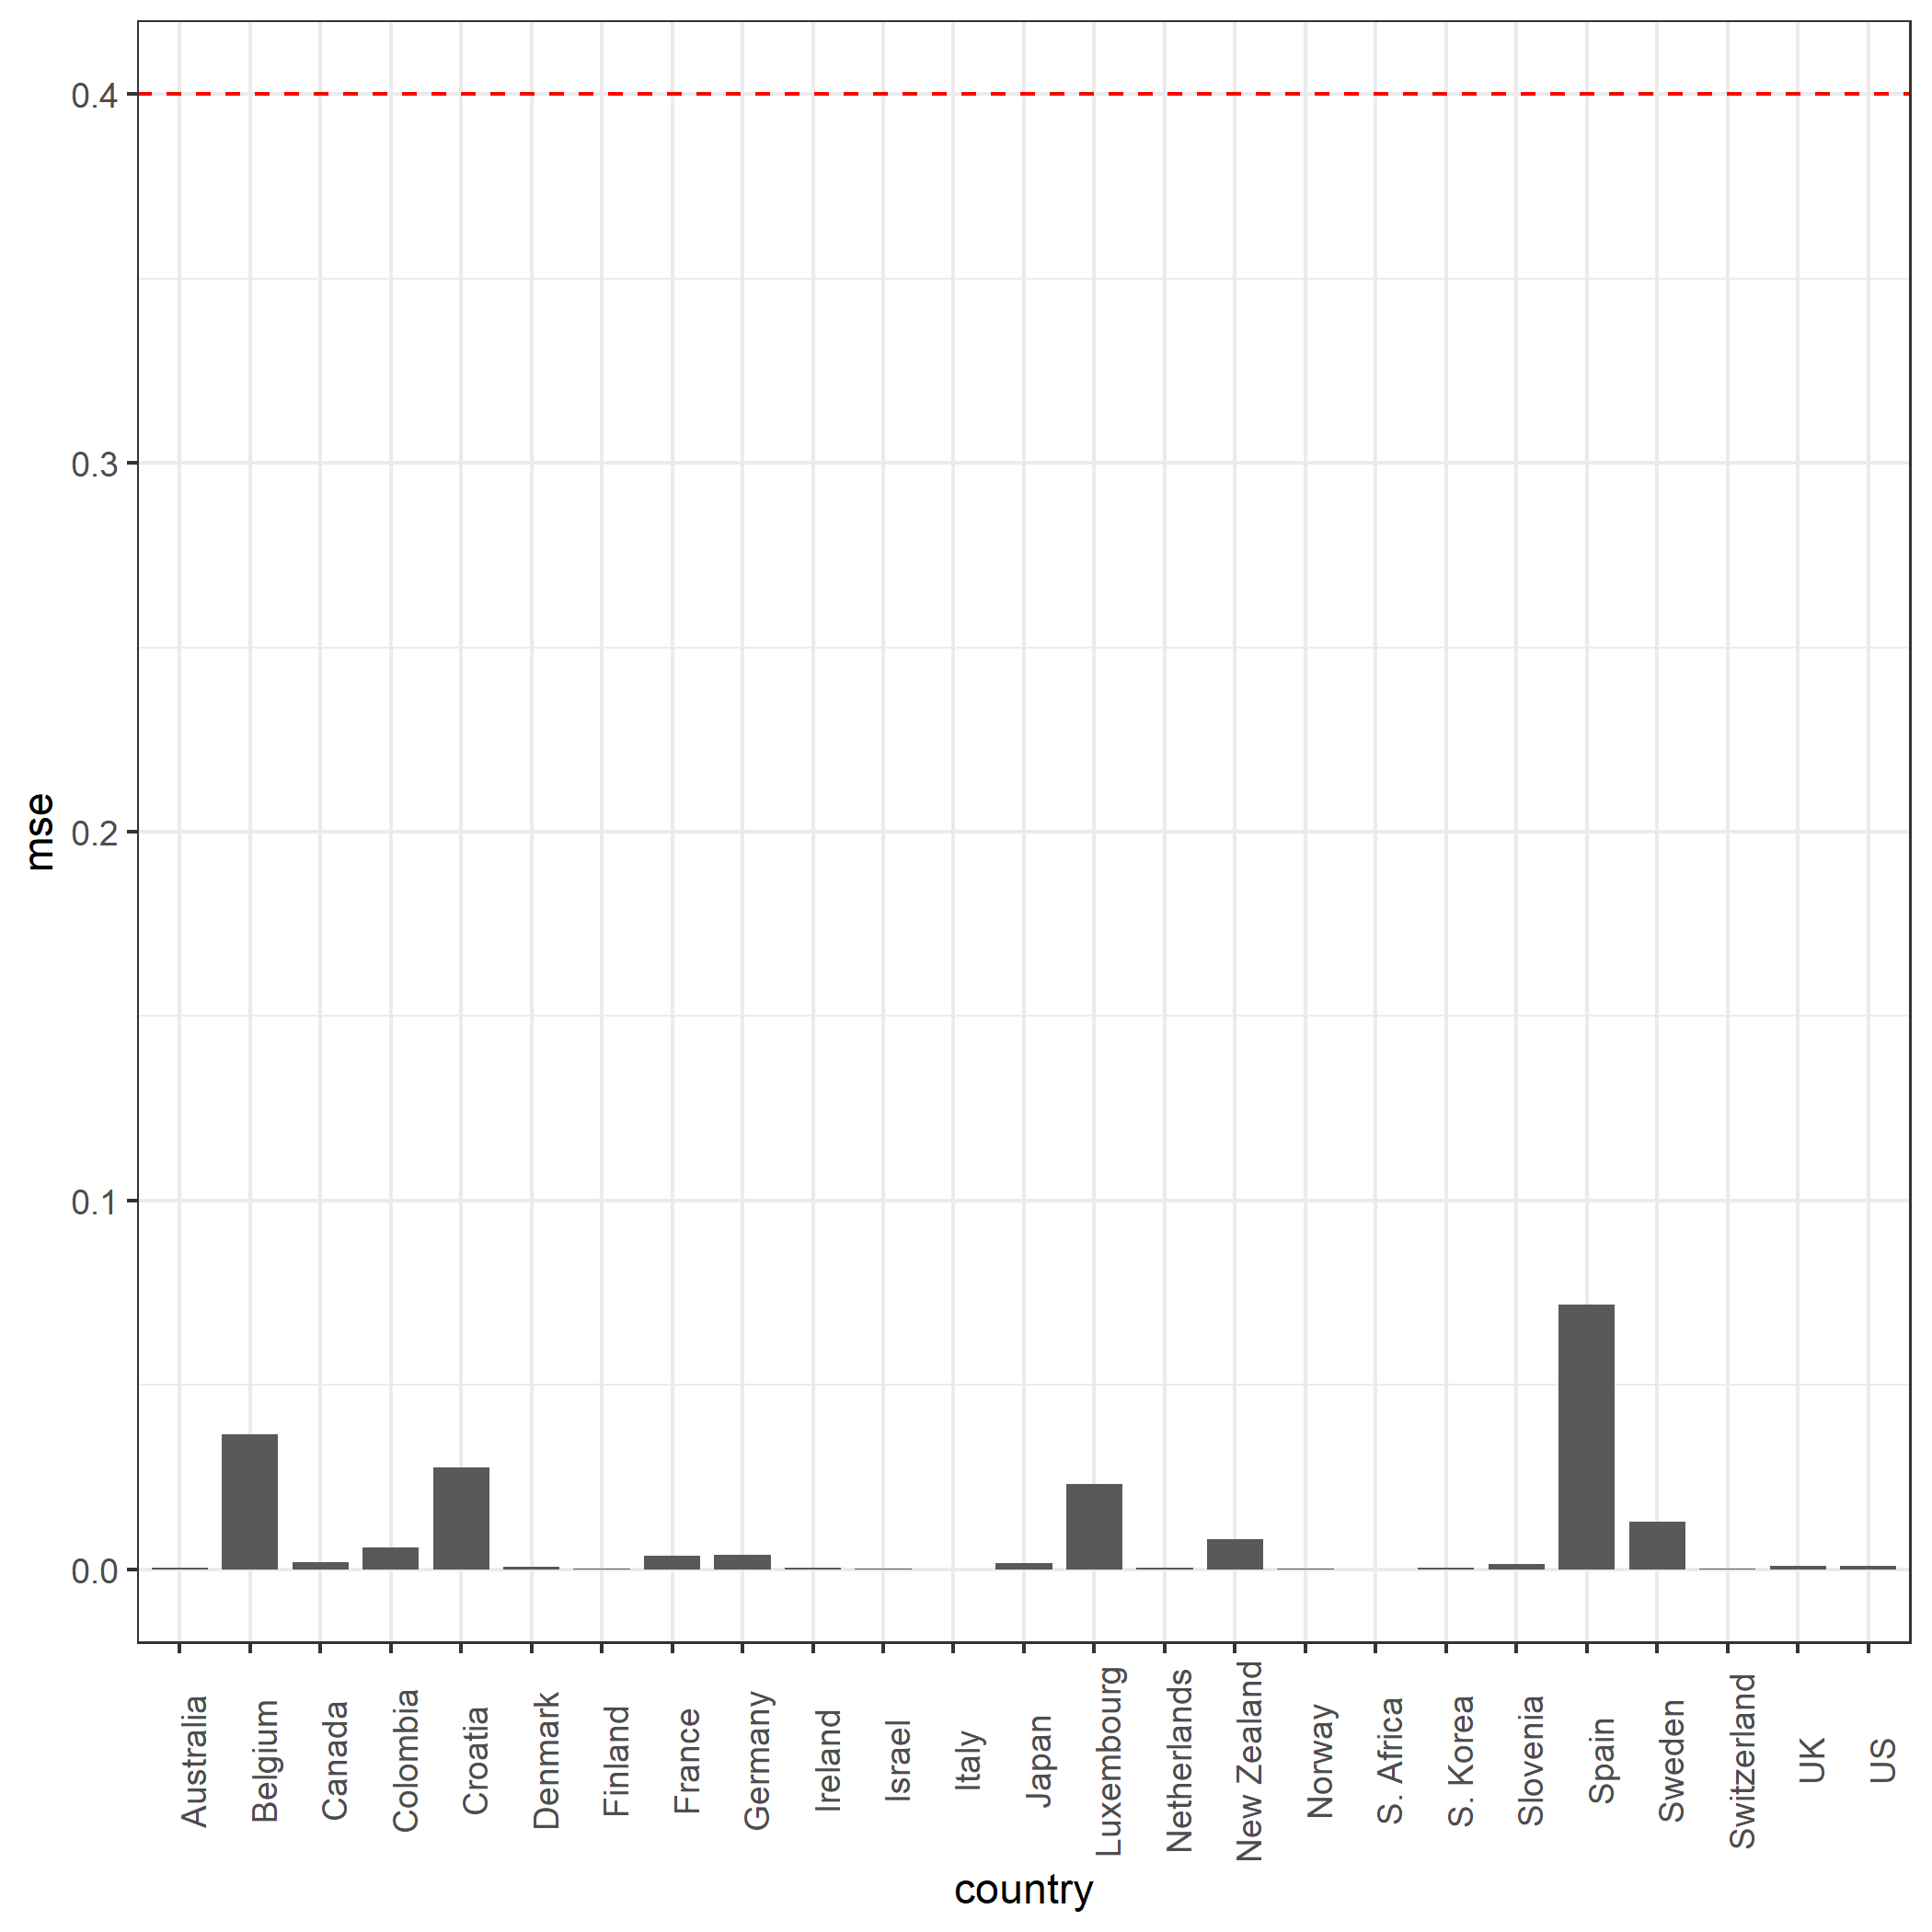 0.4
0.3
0.2
0.1
0.0
mse
Australia
Belgium
Canada
Colombia
Croatia
Denmark
Finland
France
Germany
Ireland
Israel
Italy
Japan
Luxembourg
Netherlands
New Zealand
Norway
S. Africa
S. Korea
Slovenia
Spain
Sweden
Switzerland
UK
US
country